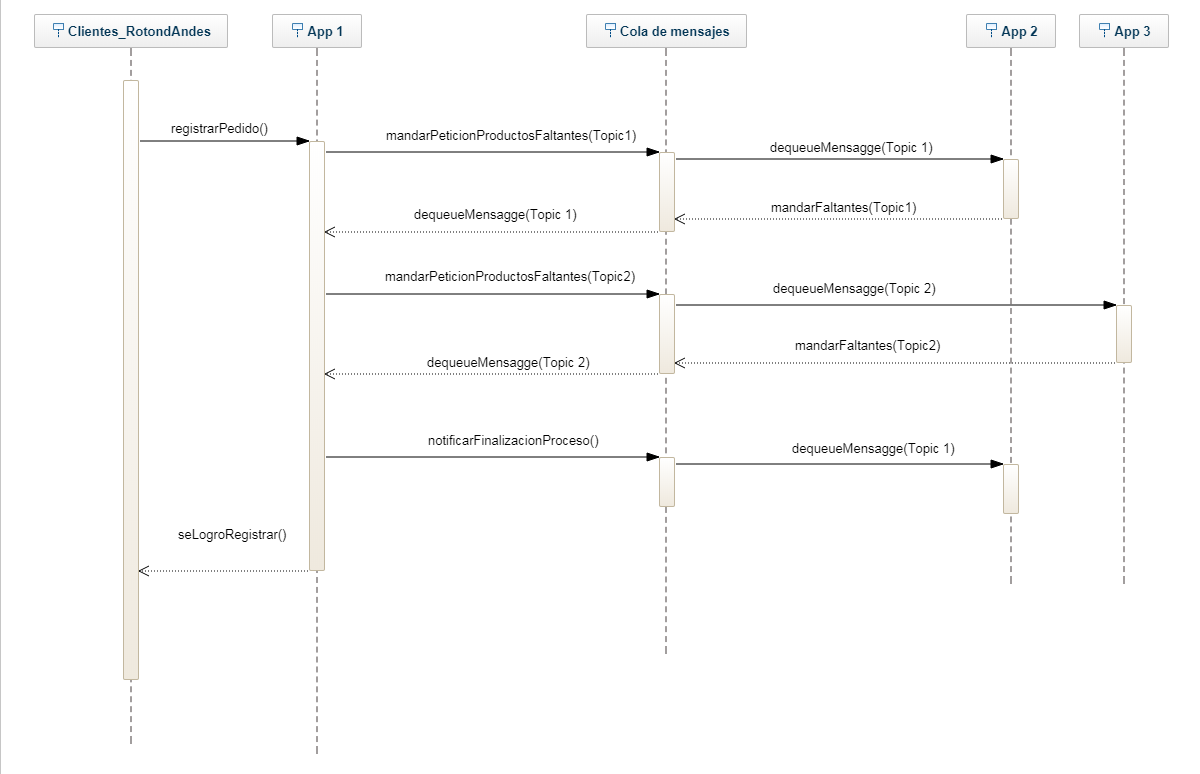 Clientes_RotondAndes
App 1
Cola de mensajes
App 2
App 3
registrarPedido()
mandarPeticionProductosFaltantes(Topic1)
dequeueMensagge(Topic 1)
mandarFaltantes(Topic1)
dequeueMensagge(Topic 1)
mandarPeticionProductosFaltantes(Topic2)
dequeueMensagge(Topic 2)
mandarFaltantes(Topic2)
dequeueMensagge(Topic 2)
notificarFinalizacionProceso()
dequeueMensagge(Topic 1)
seLogroRegistrar()